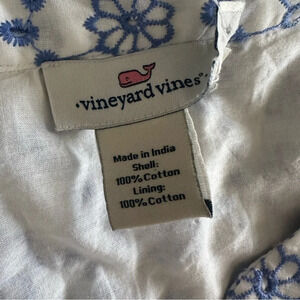 vineyard vines®
Made in India
Shell:
100% Cotton
Lining:
100% Cotton